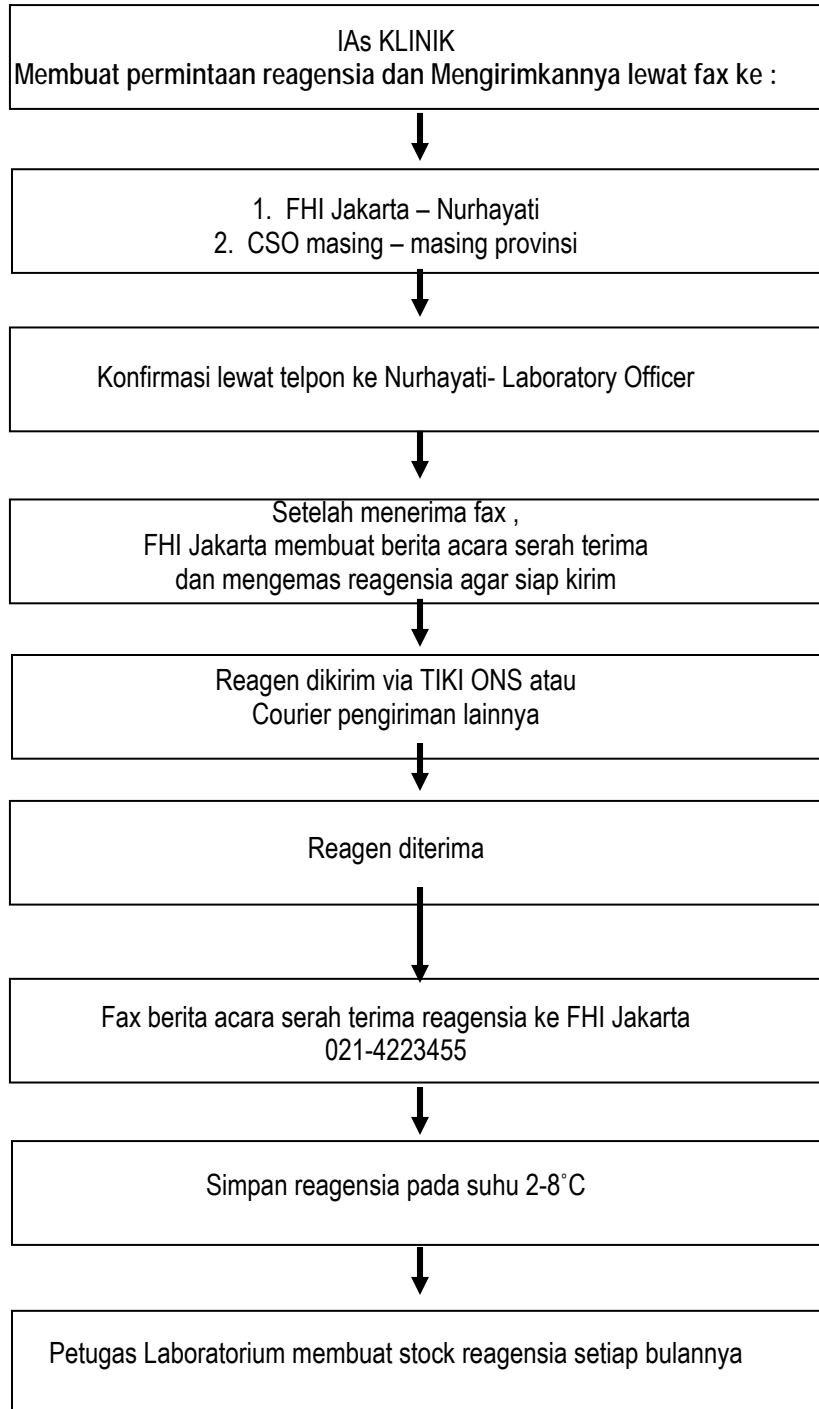 IAs KLINIK
Membuat permintaan reagensia dan Mengirimkannya lewat fax ke :
1. FHI Jakarta – Nurhayati
2. CSO masing – masing provinsi
Konfirmasi lewat telpon ke Nurhayati- Laboratory Officer
Setelah menerima fax ,
FHI Jakarta membuat berita acara serah terima
dan mengemas reagensia agar siap kirim
Reagen dikirim via TIKI ONS atau
Courier pengiriman lainnya
Reagen diterima
Fax berita acara serah terima reagensia ke FHI Jakarta
021-4223455
Simpan reagensia pada suhu 2-8˚C
Petugas Laboratorium membuat stock reagensia setiap bulannya